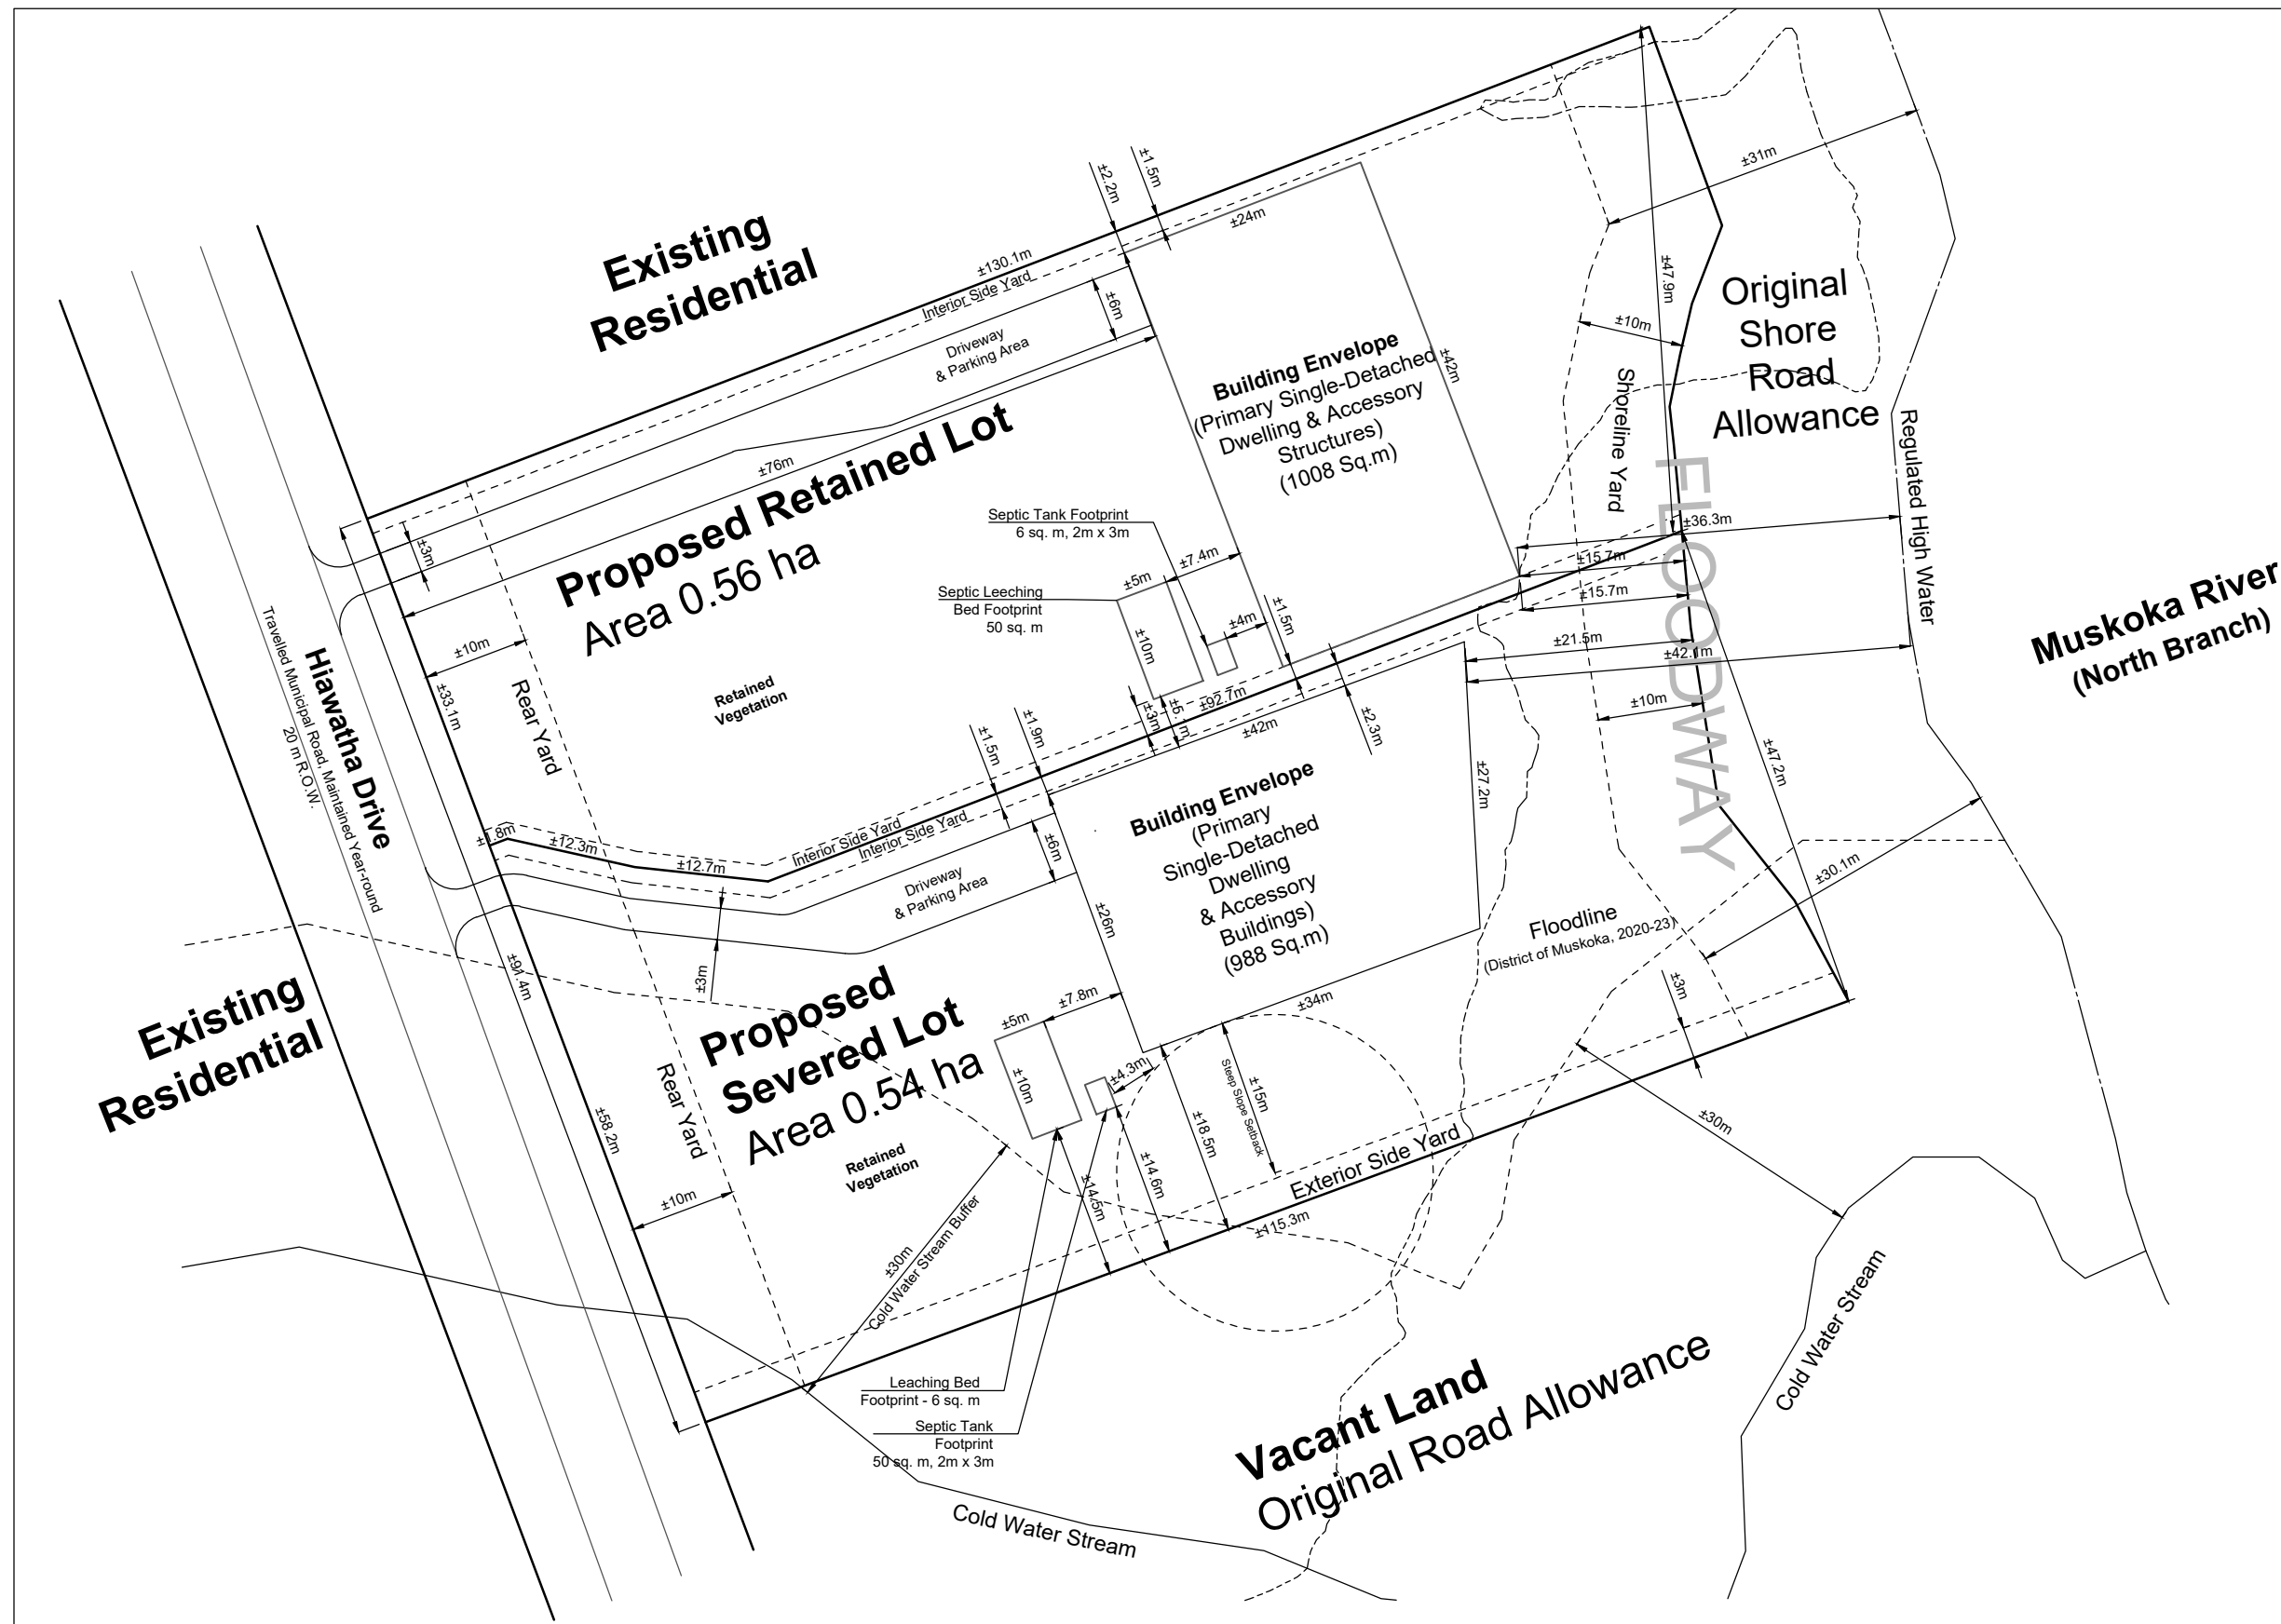 Existing
Residential
±130.1m
Interior Side Yard
±2.2m
±1.5m
±24m
±6m
Driveway
& Parking Area
±31m
±47.9m
±10m
Original
Shore
Road
Allowance
Building Envelope
(Primary Single-Detached
Dwelling & Accessory
Structures)
(1008 Sq.m)
±42m
Shoreline Yard
Regulated High Water
FLOODWAY
Muskoka River
(North Branch)
Proposed Retained Lot
Area 0.56 ha
±76m
±3m
±10m
±33.1m
Rear Yard
Retained
Vegetation
Septic Tank Footprint
6 sq. m, 2m x 3m
Septic Leeching
Bed Footprint
50 sq. m
±5m
±7.4m
±10m
±4m
±1.5m
±36.3m
±15.7m
±15.7m
±21.5m
±42.1m
±10m
±47.2m
±30.1m
Hiawatha Drive
Travelled Municipal Road, Maintained Year-round
20 m R.O.W.
±1.8m
±12.3m
±12.7m
Interior Side Yard
Interior Side Yard
±1.5m
±1.9m
±3m
±92.7m
±42m
±2.3m
±27.2m
Driveway
& Parking Area
±6m
±26m
±3m
Building Envelope
(Primary
Single-Detached
Dwelling
& Accessory
Buildings)
(988 Sq.m)
±34m
Floodline
(District of Muskoka, 2020-23)
±3m
Existing
Residential
±91.4m
±58.2m
Rear Yard
±10m
Proposed
Severed Lot
Area 0.54 ha
Retained
Vegetation
±5m
±7.8m
±10m
±4.3m
±14.5m
±14.6m
±18.5m
±15m
Steep Slope Setback
Exterior Side Yard
±115.3m
±30m
Cold Water Stream Buffer
±30m
Leaching Bed
Footprint - 6 sq. m
Septic Tank
Footprint
50 sq. m, 2m x 3m
Cold Water Stream
Vacant Land
Original Road Allowance
Cold Water Stream